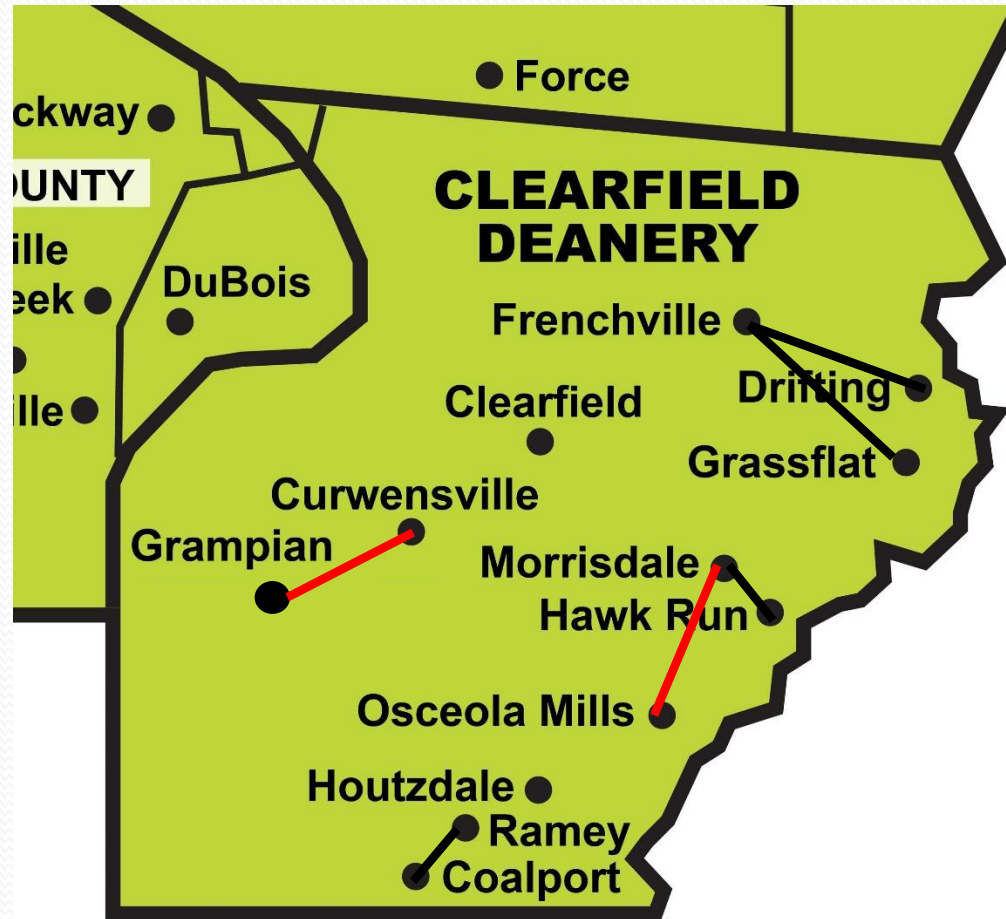 Force
ckway
OUNTY
CLEARFIELD
DEANERY
ille
eek
DuBois
Frenchville
Drifting
Clearfield
ille
Grassflat
Curwensville
Grampian
Morrisdale
Hawk Run
Osceola Mills
Houtzdale
Ramey
Coalport